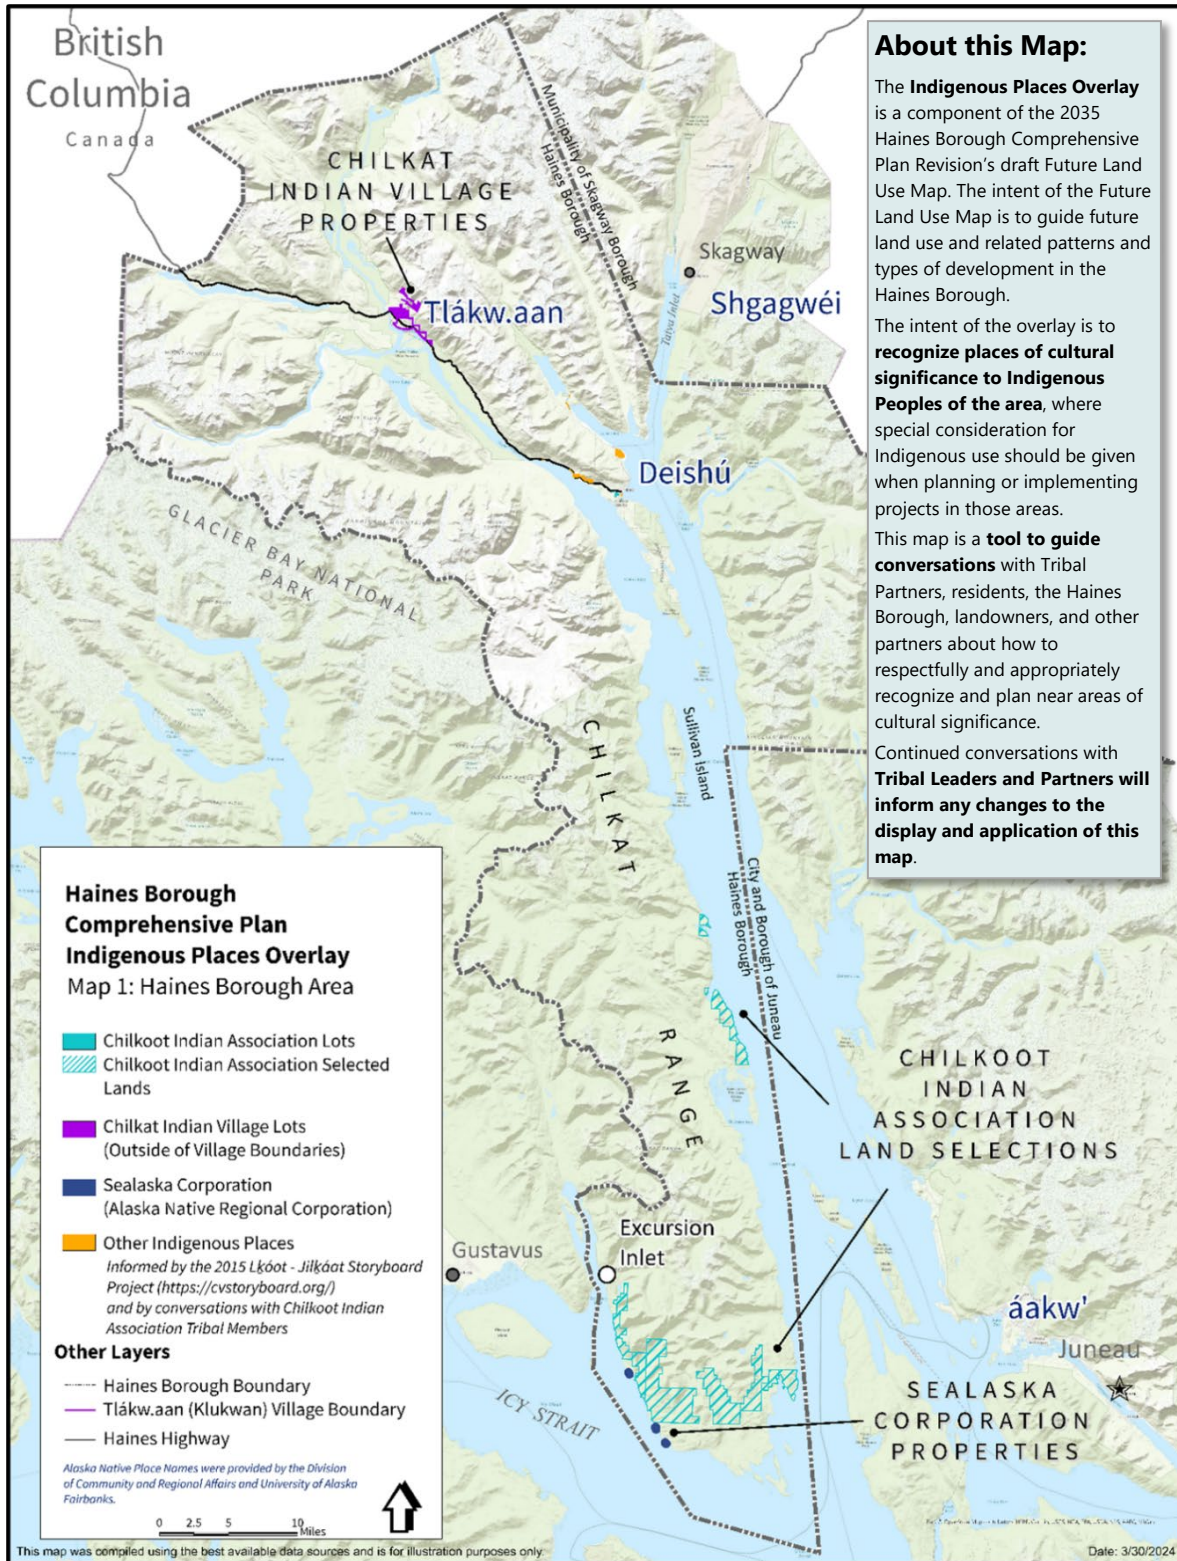 British
Columbia
Canada
CHILKAT
INDIAN VILLAGE
PROPERTIES
Municipality of Skagway Borough
Haines Borough
Skagway
Shgagwéi
Taiya Inlet
Tlákw.aan
Deishú
GLACIER BAY NATIONAL
PARK
CHILKAT
RANGE
Sullivan Island
City and Borough of Juneau
Haines Borough
CHILKOOT
INDIAN
ASSOCIATION
LAND SELECTIONS
Excursion
Inlet
Gustavus
ICY STRAIT
áakw'
Juneau
SEALASKA
CORPORATION
PROPERTIES
About this Map:
The Indigenous Places Overlay
is a component of the 2035
Haines Borough Comprehensive
Plan Revision's draft Future Land
Use Map. The intent of the Future
Land Use Map is to guide future
land use and related patterns and
types of development in the
Haines Borough.
The intent of the overlay is to
recognize places of cultural
significance to Indigenous
Peoples of the area, where
special consideration for
Indigenous use should be given
when planning or implementing
projects in those areas.
This map is a tool to guide
conversations with Tribal
Partners, residents, the Haines
Borough, landowners, and other
partners about how to
respectfully and appropriately
recognize and plan near areas of
cultural significance.
Continued conversations with
Tribal Leaders and Partners will
inform any changes to the
display and application of this
map.
Haines Borough
Comprehensive Plan
Indigenous Places Overlay
Map 1: Haines Borough Area
Chilkoot Indian Association Lots
Chilkoot Indian Association Selected
Lands
Chilkat Indian Village Lots
(Outside of Village Boundaries)
Sealaska Corporation
(Alaska Native Regional Corporation)
Other Indigenous Places
Informed by the 2015 Lḵóot - Jilḵáat Storyboard
Project (https://cvstoryboard.org/)
and by conversations with Chilkoot Indian
Association Tribal Members
Other Layers
Haines Borough Boundary
Tlákw.aan (Klukwan) Village Boundary
Haines Highway
Alaska Native Place Names were provided by the Division
of Community and Regional Affairs and University of Alaska
Fairbanks.
0 2.5 5 10
Miles
This map was compiled using the best available data sources and is for illustration purposes only.
Date: 3/30/2024